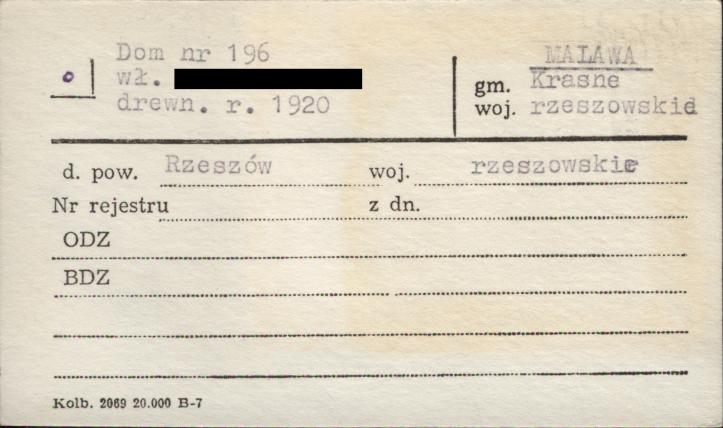 o
Dom nr 196
wł.
drewn. r. 1920
MALAWA
gm. Krasne
woj. rzeszowskie
d. pow. Rzeszów woj. rzeszowskie
Nr rejestru z dn.
ODZ
BDZ
Kolb. 2069 20.000 B-7